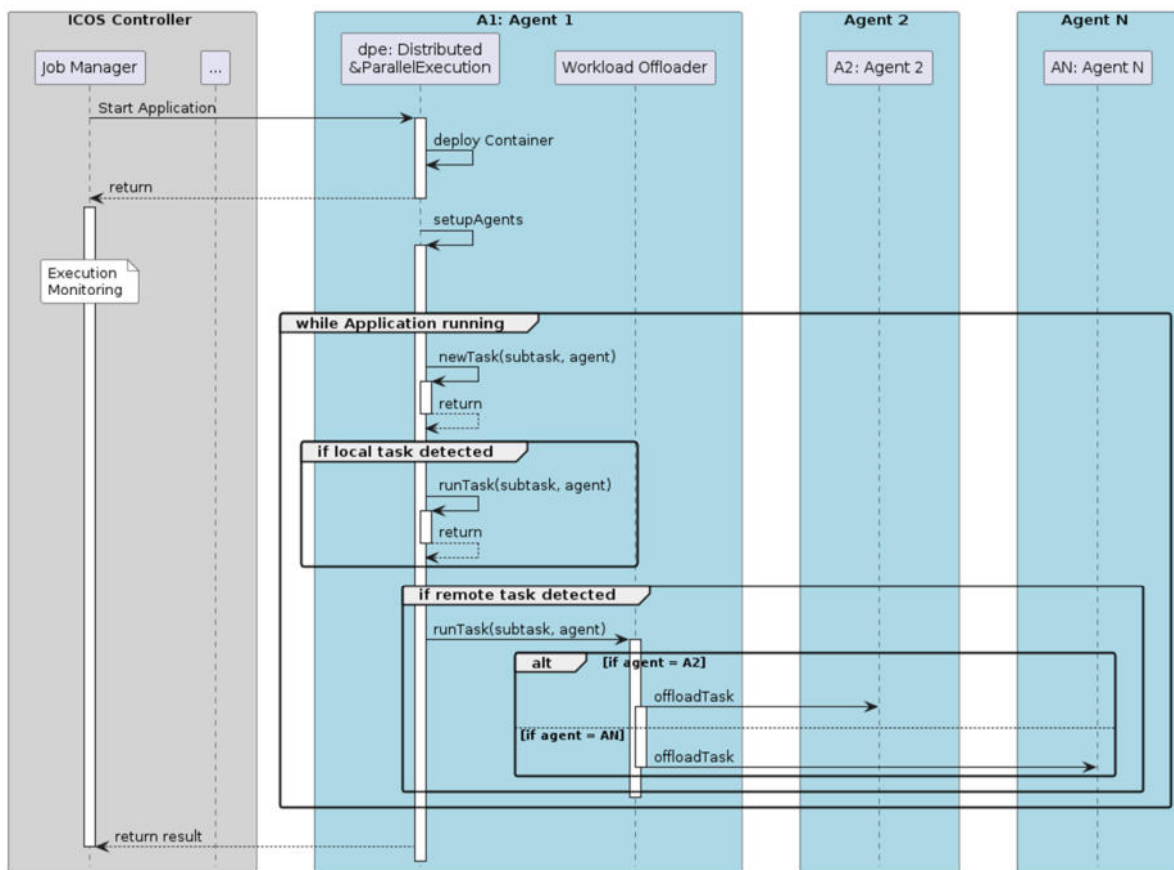 ICOS Controller
A1: Agent 1
Agent 2
Agent N
Job Manager
...
dpe: Distributed
&ParallelExecution
Workload Offloader
A2: Agent 2
AN: Agent N
Start Application
deploy Container
return
setupAgents
Execution
Monitoring
while Application running
newTask(subtask, agent)
return
if local task detected
runTask(subtask, agent)
return
if remote task detected
runTask(subtask, agent)
alt
[if agent = A2]
offloadTask
[if agent = AN]
offloadTask
return result